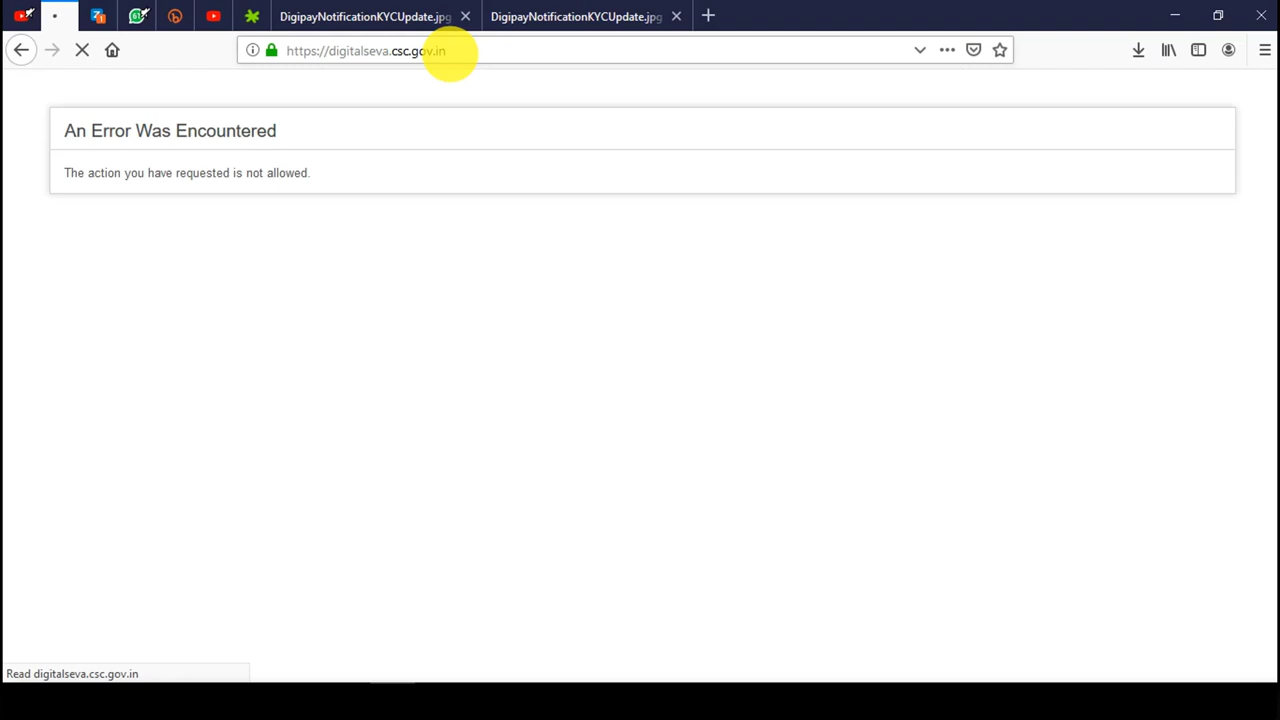 DigipayNotificationKYCUpdate.jpg
DigipayNotificationKYCUpdate.jpg
https://digitalseva.csc.gov.in
An Error Was Encountered
The action you have requested is not allowed.
Read digitalseva.csc.gov.in